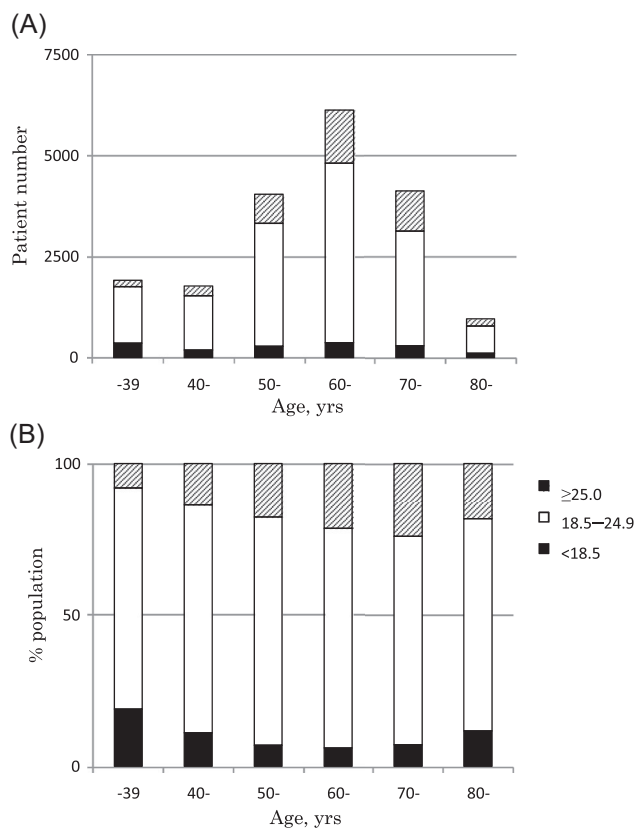 (A)
7500
5000
2500
0
Patient number
-39 40- 50- 60- 70- 80-
Age, yrs
(B)
100
50
0
% population
-39 40- 50- 60- 70- 80-
Age, yrs
≥25.0
18.5—24.9
<18.5